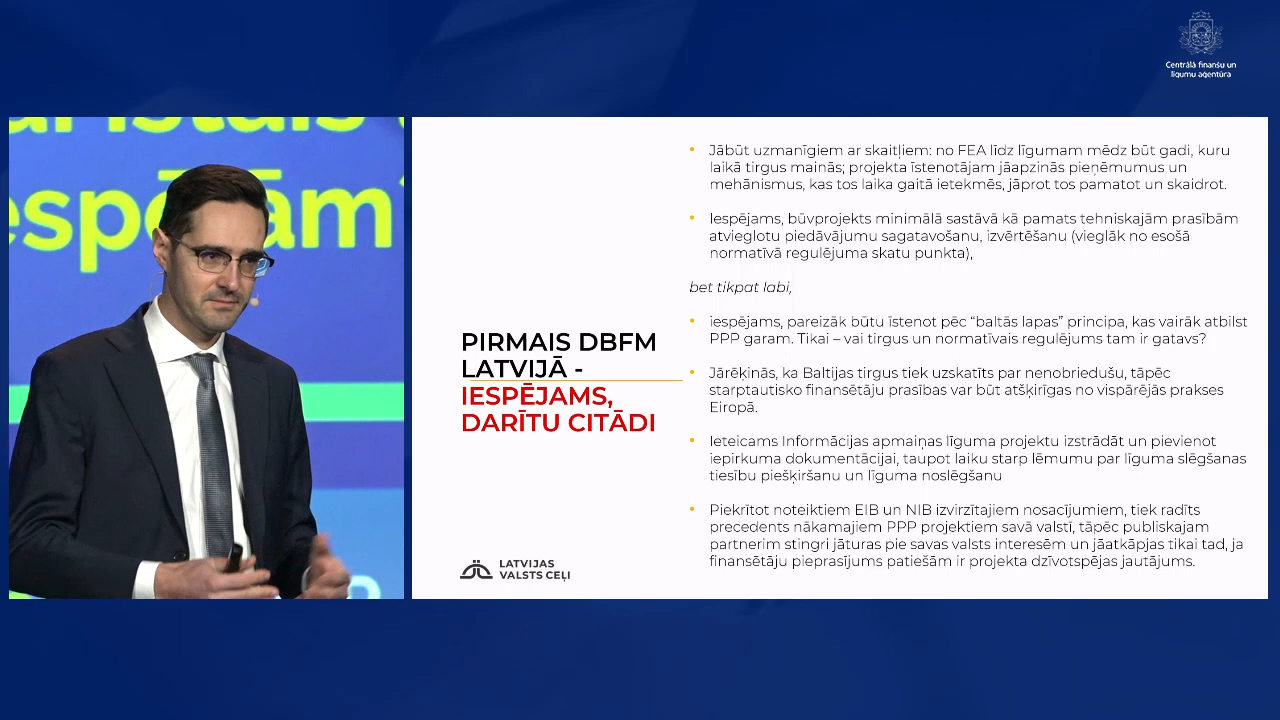 Centrālā finanšu un
līgumu aģentūra
iespējam
PIRMAIS DBFM
LATVIJĀ -
IESPĒJAMS,
DARĪTU CITĀDI
LATVIJAS
VALSTS CEĻI
• Jābūt uzmanīgiem ar skaitļiem: no FEA līdz līgumam mēdz būt gadi, kuru
laikā tirgus mainās; projekta īstenotājam jāapzinās pieņēmumus un
mehānismus, kas tos laika gaitā ietekmēs, jāprot tos pamatot un skaidrot.
• Iespējams, būvprojekts minimālā sastāvā kā pamats tehniskajām prasībām
atvieglotu piedāvājumu sagatavošanu, izvērtēšanu (vieglāk no esošā
normatīvā regulējuma skatu punkta),
bet tikpat labi,
• iespējams, pareizāk būtu īstenot pēc “baltās lapas” principa, kas vairāk atbilst
PPP garam. Tikai – vai tirgus un normatīvais regulējums tam ir gatavs?
• Jārēķinās, ka Baltijas tirgus tiek uzskatīts par nenobriedušu, tāpēc
starptautisko finansētāju prasības var būt atšķirīga no vispārējās prakses
Eiropā.
• Ieteicams Informācijas apmaiņas līguma projektu izstrādāt un pievienot
iepirkuma dokumentācijai, taupot laiku starp lēmumu par līguma slēgšanas
tiesību piešķiršanu un līguma noslēgšanu.
• Piekrītot noteiktiem EIB un NIB izvirzītajiem nosacījumiem, tiek radīts
precedents nākamajiem PPP projektiem savā valstī, tāpēc publiskajam
partnerim stingri jāturas pie savas valsts interesēm un jāatkāpjas tikai tad, ja
finansētāju pieprasījums patiešām ir projekta dzīvotspējas jautājums.